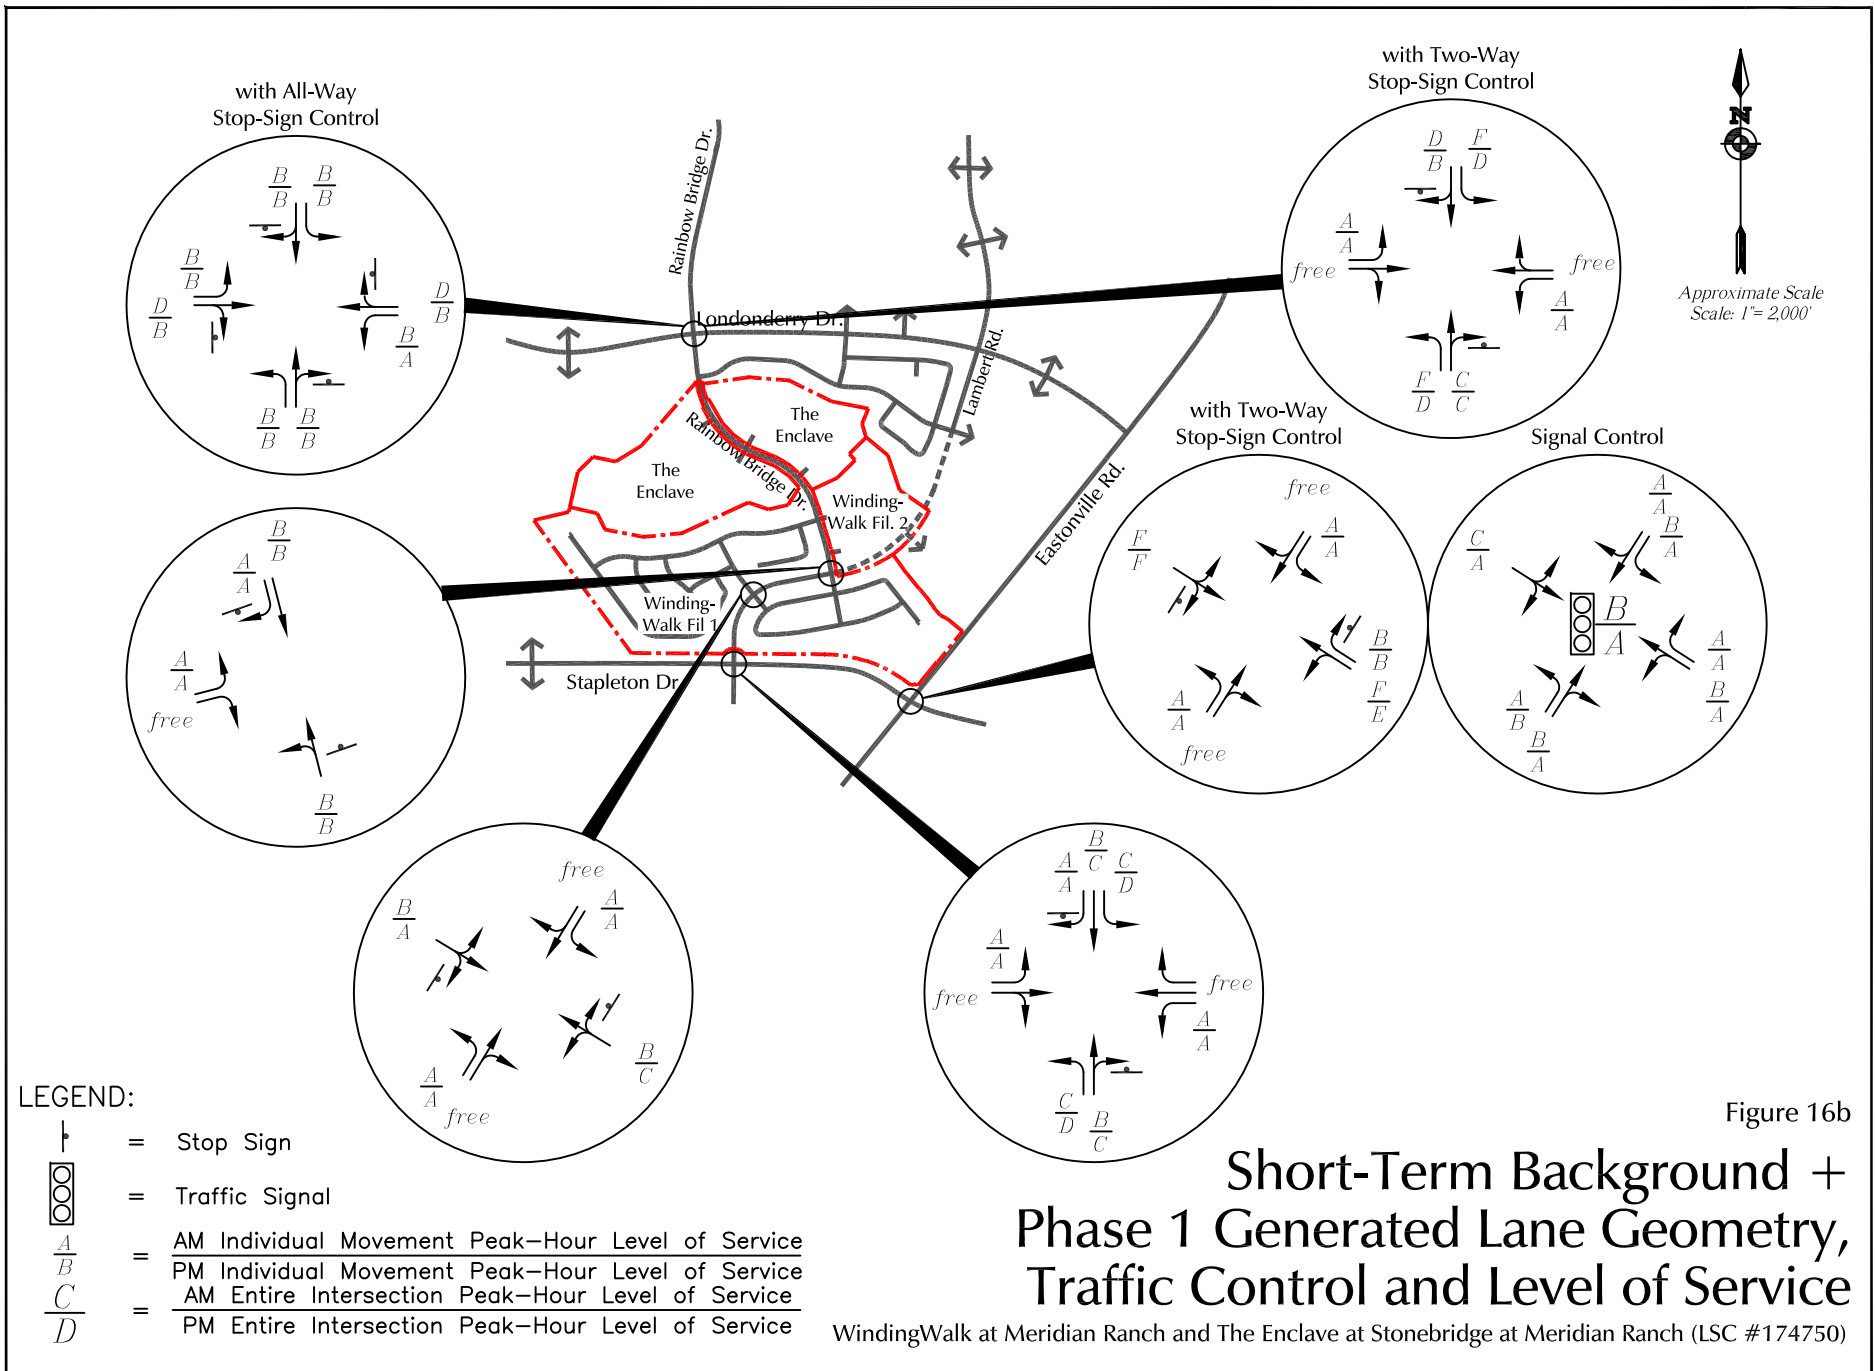 with All-Way
Stop-Sign Control
B B
B B
B
B
D
B
D
B
B
A
B B
B B
with Two-Way
Stop-Sign Control
D F
B D
A
A
free
free
A
A
F C
D C
N
Approximate Scale
Scale: 1"= 2,000'
Rainbow Bridge Dr.
Londonderry Dr.
Lambert Rd.
Eastonville Rd.
Rainbow Bridge Dr.
Stapleton Dr.
The
Enclave
The
Enclave
Winding-
Walk Fil. 2
Winding-
Walk Fil 1
with Two-Way
Stop-Sign Control
free
F
F
A
A
B
B
F
E
A
A
free
Signal Control
A
A
B
A
C
A
B
A
A
A
B
A
A
B
B
A
B
B
A
A
A
A
free
B
B
free
B
A
A
A
B
C
A
A
free
B
C
A
A
C
D
A
A
free
free
A
A
C
D
B
C
LEGEND:
= Stop Sign
= Traffic Signal
A
B
= AM Individual Movement Peak-Hour Level of Service
PM Individual Movement Peak-Hour Level of Service
C
D
= AM Entire Intersection Peak-Hour Level of Service
PM Entire Intersection Peak-Hour Level of Service
Figure 16b
Short-Term Background +
Phase 1 Generated Lane Geometry,
Traffic Control and Level of Service
WindingWalk at Meridian Ranch and The Enclave at Stonebridge at Meridian Ranch (LSC #174750)